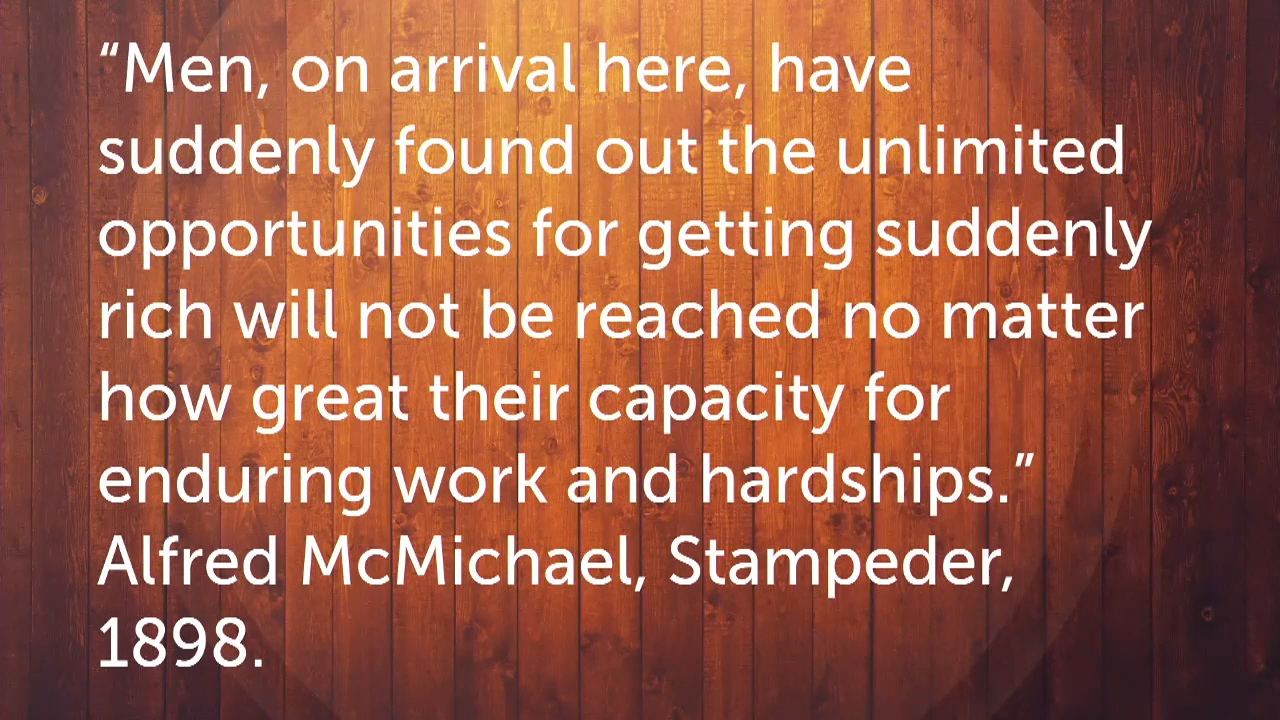 “Men, on arrival here, have
suddenly found out the unlimited
opportunities for getting suddenly
rich will not be reached no matter
how great their capacity for
enduring work and hardships.”
Alfred McMichael, Stampeder,
1898.